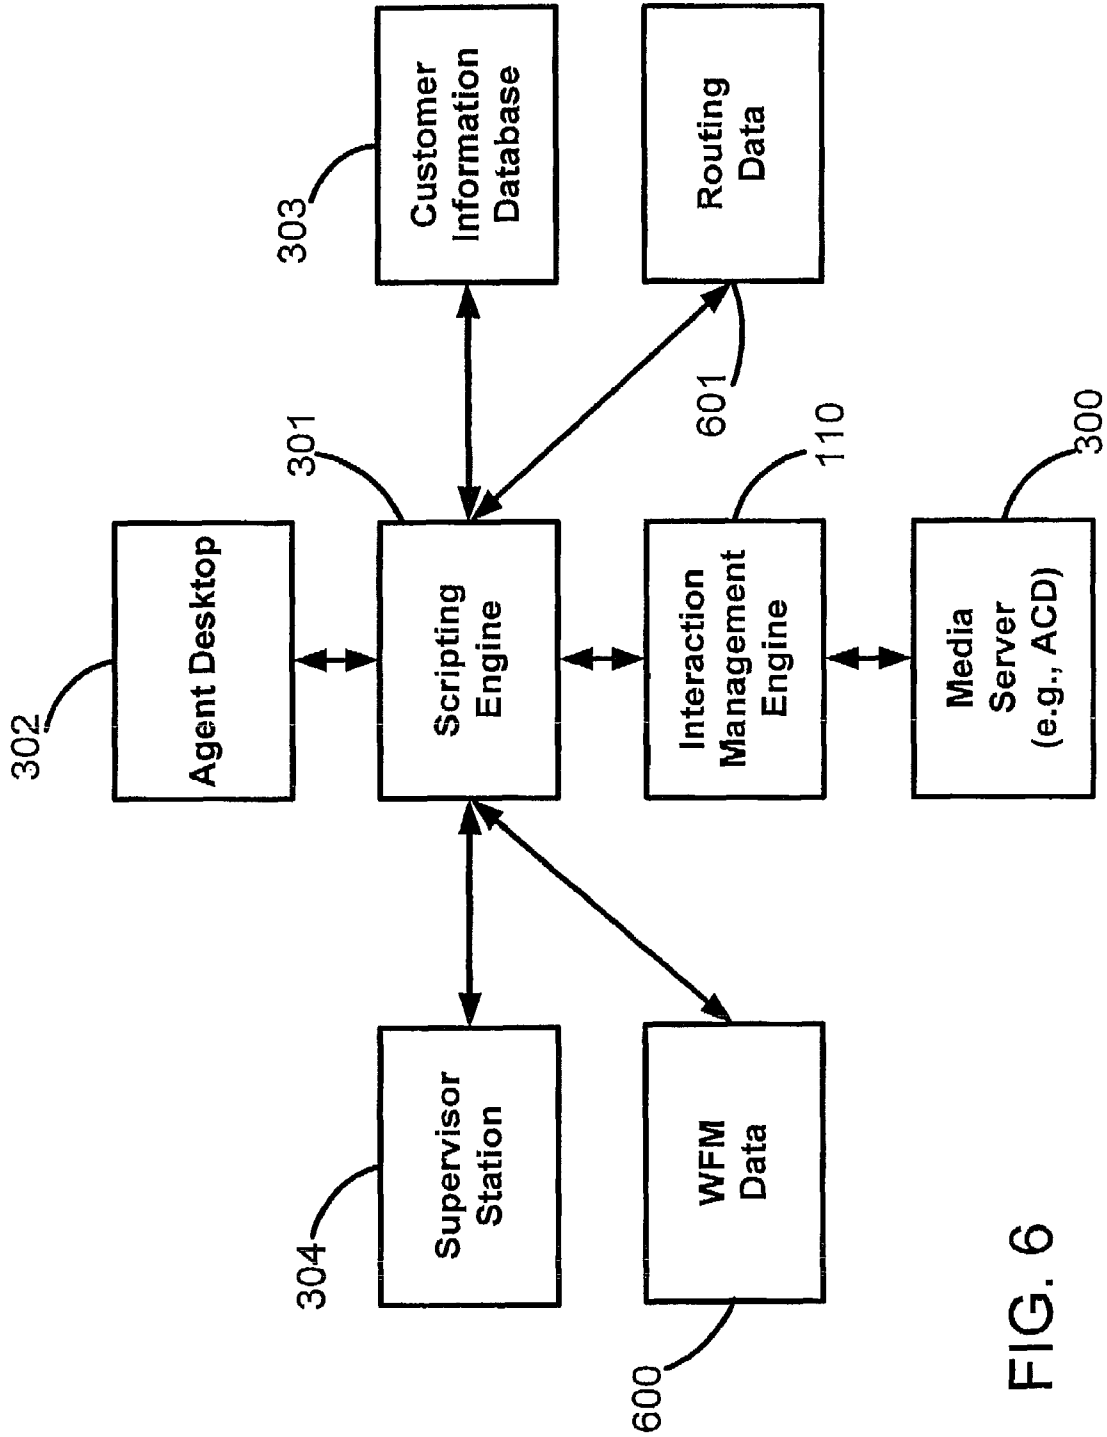 302
Agent Desktop
304
Supervisor
Station
301
Scripting
Engine
303
Customer
Information
Database
600
WFM
Data
110
Interaction
Management
Engine
601
Routing
Data
300
Media
Server
(e.g., ACD)
FIG. 6